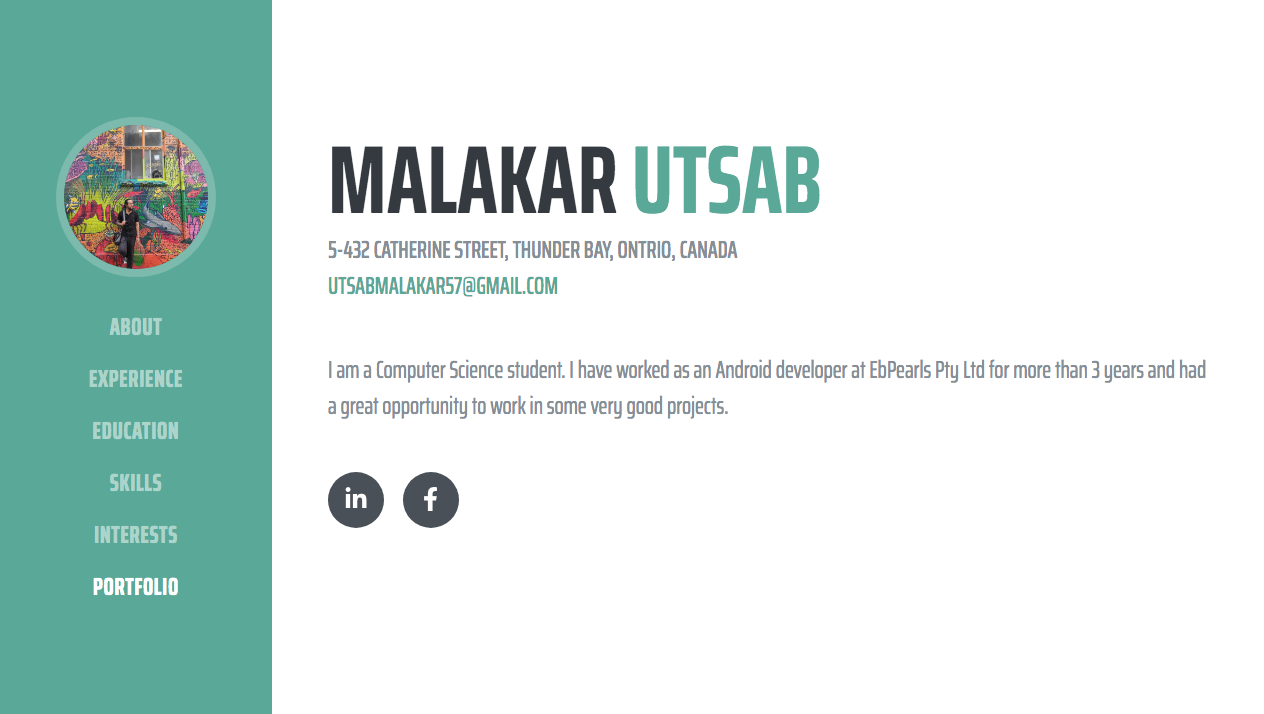 ABOUT
EXPERIENCE
EDUCATION
SKILLS
INTERESTS
PORTFOLIO
MALAKAR UTSAB
5-432 CATHERINE STREET, THUNDER BAY, ONTRIO, CANADA
UTSABMALAKAR57@GMAIL.COM
I am a Computer Science student. I have worked as an Android developer at EbPearls Pty Ltd for more than 3 years and had
a great opportunity to work in some very good projects.
in
f